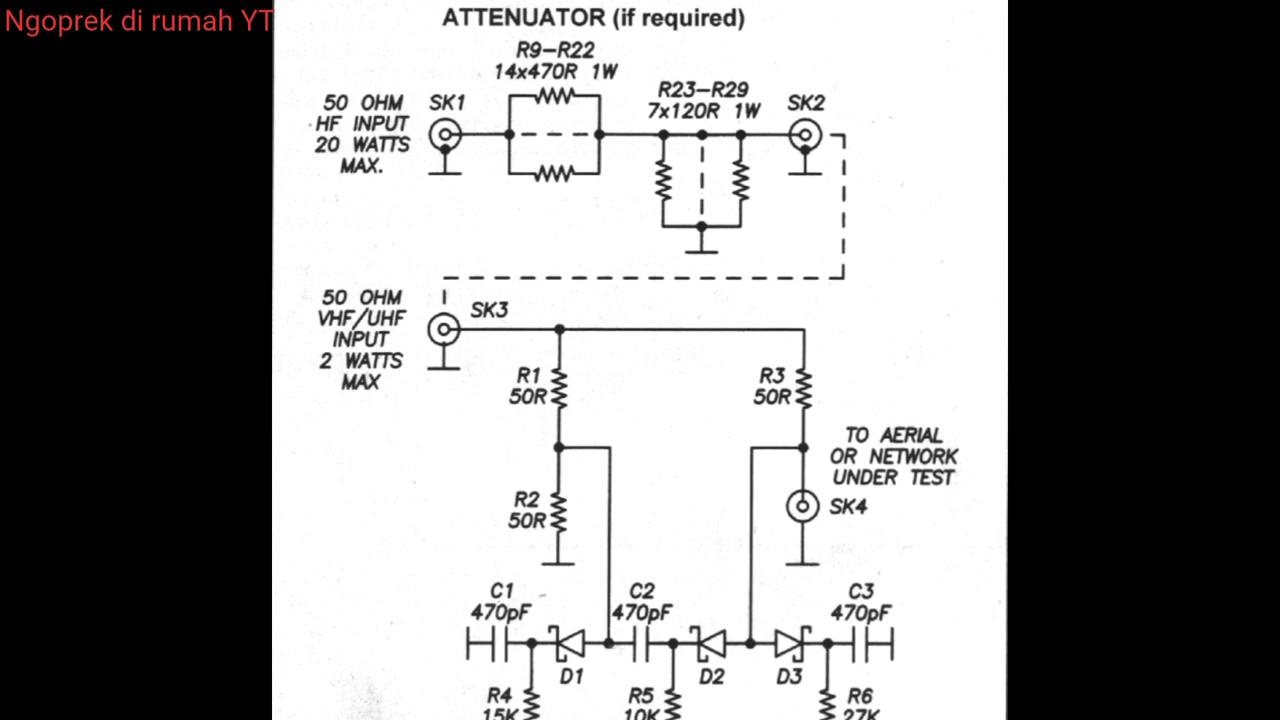 Ngoprek di rumah YT
ATTENUATOR (if required)
R9-R22
14x470R 1W
R23-R29
7x120R 1W
50 OHM
HF INPUT
20 WATTS
MAX.
SK1
SK2
50 OHM
VHF/UHF
INPUT
2 WATTS
MAX
SK3
R1
50R
R3
50R
TO AERIAL
OR NETWORK
UNDER TEST
R2
50R
SK4
C1
470pF
C2
470pF
C3
470pF
D1
D2
D3
R4
15K
R5
10K
R6
27K